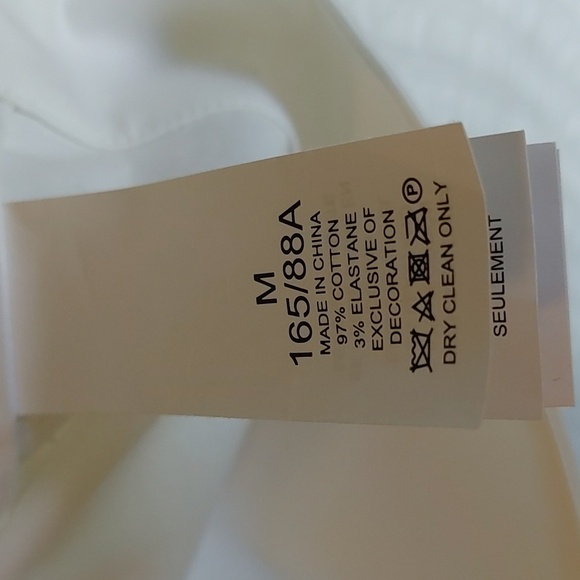 M
165/88A
MADE IN CHINA
97% COTTON
3% ELASTANE
EXCLUSIVE OF
DECORATION
P
DRY CLEAN ONLY
SEULEMENT